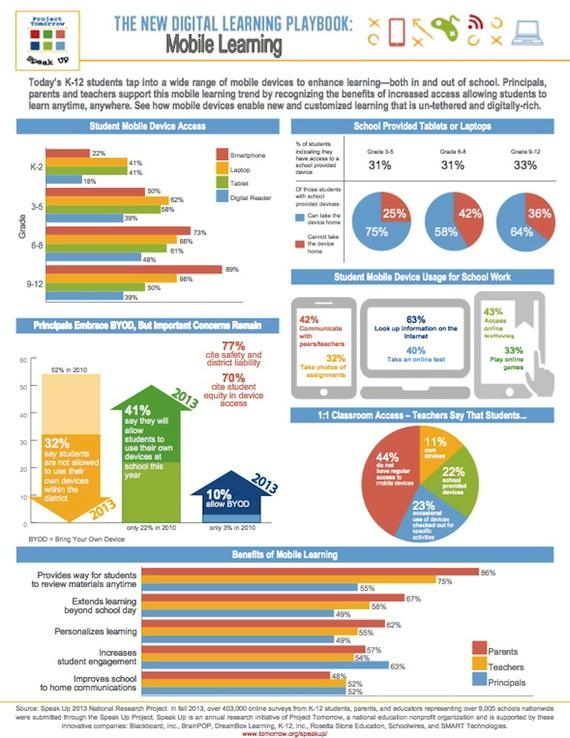 Project
Tomorrow
Speak Up
THE NEW DIGITAL LEARNING PLAYBOOK:
Mobile Learning
Today's K-12 students tap into a wide range of mobile devices to enhance learning—both in and out of school. Principals,
parents and teachers support this mobile learning trend by recognizing the benefits of increased access allowing students to
learn anytime, anywhere. See how mobile devices enable new and customized learning that is un-tethered and digitally-rich.
Student Mobile Device Access
Grade
K-2
22%
41%
41%
18%
3-5
50%
62%
58%
39%
6-8
73%
66%
61%
48%
9-12
89%
66%
50%
39%
Smartphone
Laptop
Tablet
Digital Reader
School Provided Tablets or Laptops
% of students
indicating they
have access to a
school provided
device
Grade 3-5
31%
Grade 6-8
31%
Grade 9-12
33%
Of those students
with school
provided devices
Can take the
device home
Cannot take
the device
home
25%
75%
42%
58%
36%
64%
Student Mobile Device Usage for School Work
42%
Communicate
with
peers/teachers
32%
Take photos of
assignments
63%
Look up information on the
Internet
40%
Take an online test
43%
Access
online
textbooks
33%
Play online
games
Principals Embrace BYOD, But Important Concerns Remain
60
50
40
30
20
10
0
52% in 2010
32%
say students
are not allowed
to use their
own devices
within the
district
2013
41%
say they will
allow
students to
use their own
devices at
school this
year
2013
only 22% in 2010
77%
cite safety and
district liability
70%
cite student
equity in device
access
10%
allow BYOD
2013
only 3% in 2010
BYOD = Bring Your Own Device
1:1 Classroom Access – Teachers Say That Students...
11%
own
devices
22%
school
provided
devices
23%
occasional
use of devices
checked out for
specific
activities
44%
do not
have regular
access to
mobile devices
Benefits of Mobile Learning
Provides way for students
to review materials anytime
86%
75%
55%
Extends learning
beyond school day
67%
58%
49%
Personalizes learning
62%
55%
49%
Increases
student engagement
57%
54%
63%
Improves school
to home communications
48%
52%
52%
Parents
Teachers
Principals
Source: Speak Up 2013 National Research Project. In fall 2013, over 403,000 online surveys from K-12 students, parents, and educators representing over 9,005 schools nationwide
were submitted through the Speak Up Project. Speak Up is an annual research initiative of Project Tomorrow, a national education nonprofit organization and is supported by these
innovative companies: Blackboard, Inc., BrainPOP, DreamBox Learning, K-12, Inc., Rosetta Stone Education, Schoolwires, and SMART Technologies.
www.tomorrow.org/speakup/